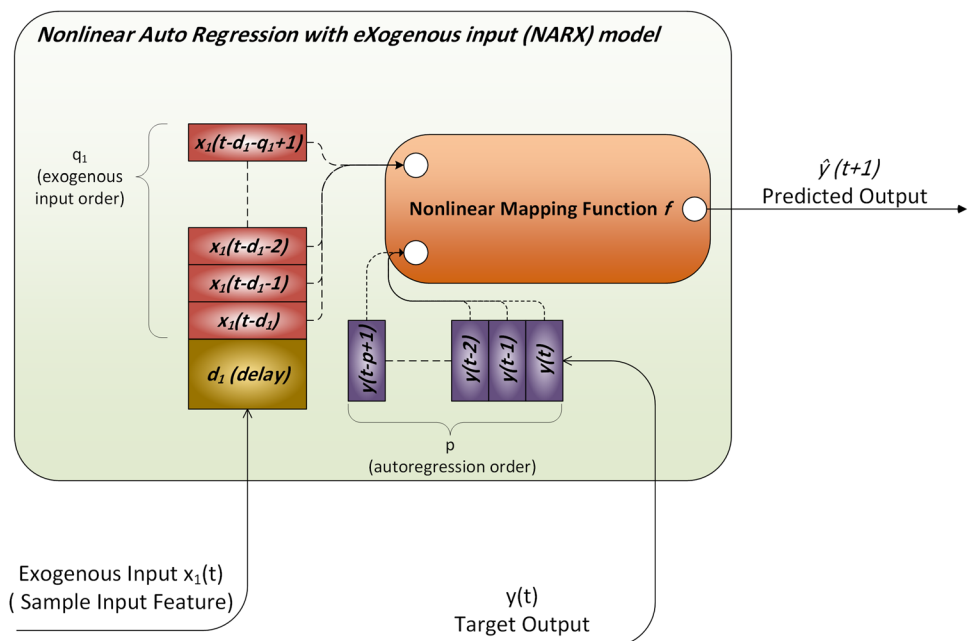 Nonlinear Auto Regression with eXogenous input (NARX) model
x₁(t-d₁-q₁+1)
q₁
(exogenous
input order)
x₁(t-d₁-2)
x₁(t-d₁-1)
x₁(t-d₁)
d₁ (delay)
Nonlinear Mapping Function f
ŷ (t+1)
Predicted Output
y(t-p+1)
y(t-2)
y(t-1)
y(t)
p
(autoregression order)
Exogenous Input x₁(t)
( Sample Input Feature)
y(t)
Target Output